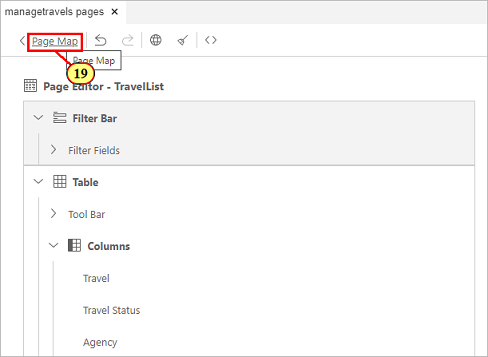 managetravels pages ×
Page Map
Page Map
19
Page Editor - TravelList
Filter Bar
Filter Fields
Table
Tool Bar
Columns
Travel
Travel Status
Agency